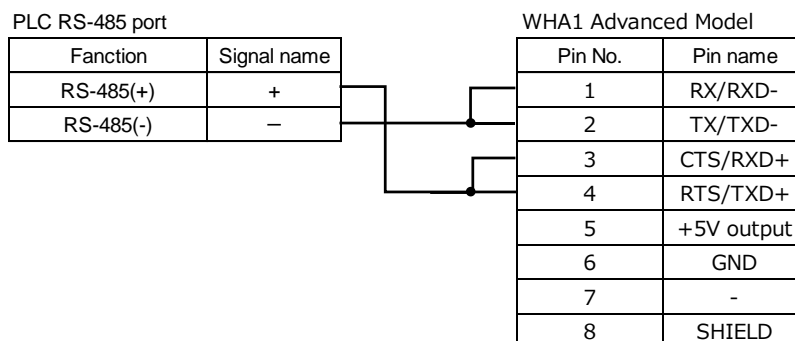 PLC RS-485 port
Fanction Signal name
RS-485(+) +
RS-485(-) −
WHA1 Advanced Model
Pin No. Pin name
1 RX/RXD-
2 TX/TXD-
3 CTS/RXD+
4 RTS/TXD+
5 +5V output
6 GND
7 -
8 SHIELD